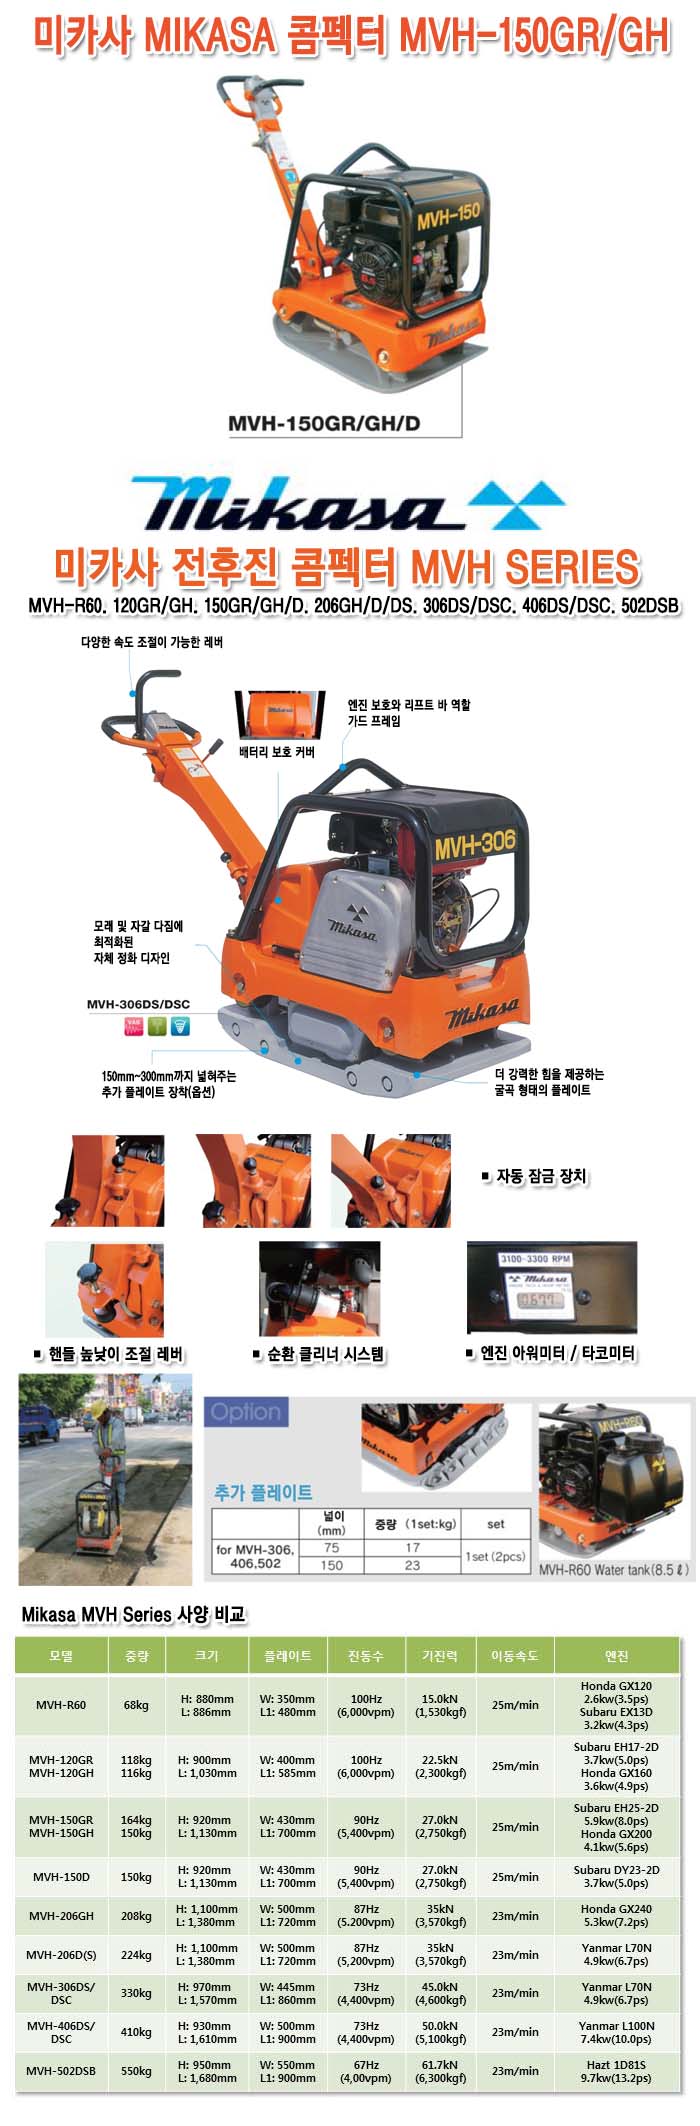 미카사 MIKASA 콤펙터 MVH-150GR/GH
MVH-150
Mikasa
MVH-150GR/GH/D
Mikasa
미카사 전후진 콤펙터 MVH SERIES
MVH-R60. 120GR/GH. 150GR/GH/D. 206GH/D/DS. 306DS/DSC. 406DS/DSC. 502DSB
다양한 속도 조절이 가능한 레버
엔진 보호와 리프트 바 역할
가드 프레임
Mikasa
배터리 보호 커버
Mikasa
MVH-306
모래 및 자갈 다짐에
최적화된
자체 정화 디자인
Mikasa
MVH-306DS/DSC
VAS
Mikasa
150mm~300mm까지 넓혀주는
추가 플레이트 장착(옵션)
더 강력한 힘을 제공하는
굴곡 형태의 플레이트
▪ 자동 잠금 장치
3100-3300 RPM
Mikasa
▪ 핸들 높낮이 조절 레버
▪ 순환 클리너 시스템
▪ 엔진 아워미터 / 타코미터
Option
Mikasa
MVH-R60
추가 플레이트
넓이 (mm) 중량 (1set:kg) set
for MVH-306, 406,502 75 17 1set (2pcs)
150 23
MVH-R60 Water tank(8.5ℓ)
Mikasa MVH Series 사양 비교
모델 중량 크기 플레이트 진동수 기진력 이동속도 엔진
MVH-R60 68kg H: 880mm L: 886mm W: 350mm L1: 480mm 100Hz (6,000vpm) 15.0kN (1,530kgf) 25m/min Honda GX120 2.6kw(3.5ps) Subaru EX13D 3.2kw(4.3ps)
MVH-120GR MVH-120GH 118kg 116kg H: 900mm L: 1,030mm W: 400mm L1: 585mm 100Hz (6,000vpm) 22.5kN (2,300kgf) 25m/min Subaru EH17-2D 3.7kw(5.0ps) Honda GX160 3.6kw(4.9ps)
MVH-150GR MVH-150GH 164kg 150kg H: 920mm L: 1,130mm W: 430mm L1: 700mm 90Hz (5,400vpm) 27.0kN (2,750kgf) 25m/min Subaru EH25-2D 5.9kw(8.0ps) Honda GX200 4.1kw(5.6ps)
MVH-150D 150kg H: 920mm L: 1,130mm W: 430mm L1: 700mm 90Hz (5,400vpm) 27.0kN (2,750kgf) 25m/min Subaru DY23-2D 3.7kw(5.0ps)
MVH-206GH 208kg H: 1,100mm L: 1,380mm W: 500mm L1: 720mm 87Hz (5.200vpm) 35kN (3,570kgf) 23m/min Honda GX240 5.3kw(7.2ps)
MVH-206D(S) 224kg H: 1,100mm L: 1,380mm W: 500mm L1: 720mm 87Hz (5,200vpm) 35kN (3,570kgf) 23m/min Yanmar L70N 4.9kw(6.7ps)
MVH-306DS/ DSC 330kg H: 970mm L: 1,570mm W: 445mm L1: 860mm 73Hz (4,400vpm) 45.0kN (4,600kgf) 23m/min Yanmar L70N 4.9kw(6.7ps)
MVH-406DS/ DSC 410kg H: 930mm L: 1,610mm W: 500mm L1: 900mm 73Hz (4,400vpm) 50.0kN (5,100kgf) 23m/min Yanmar L100N 7.4kw(10.0ps)
MVH-502DSB 550kg H: 950mm L: 1,680mm W: 550mm L1: 900mm 67Hz (4,00vpm) 61.7kN (6,300kgf) 23m/min Hazt 1D81S 9.7kw(13.2ps)